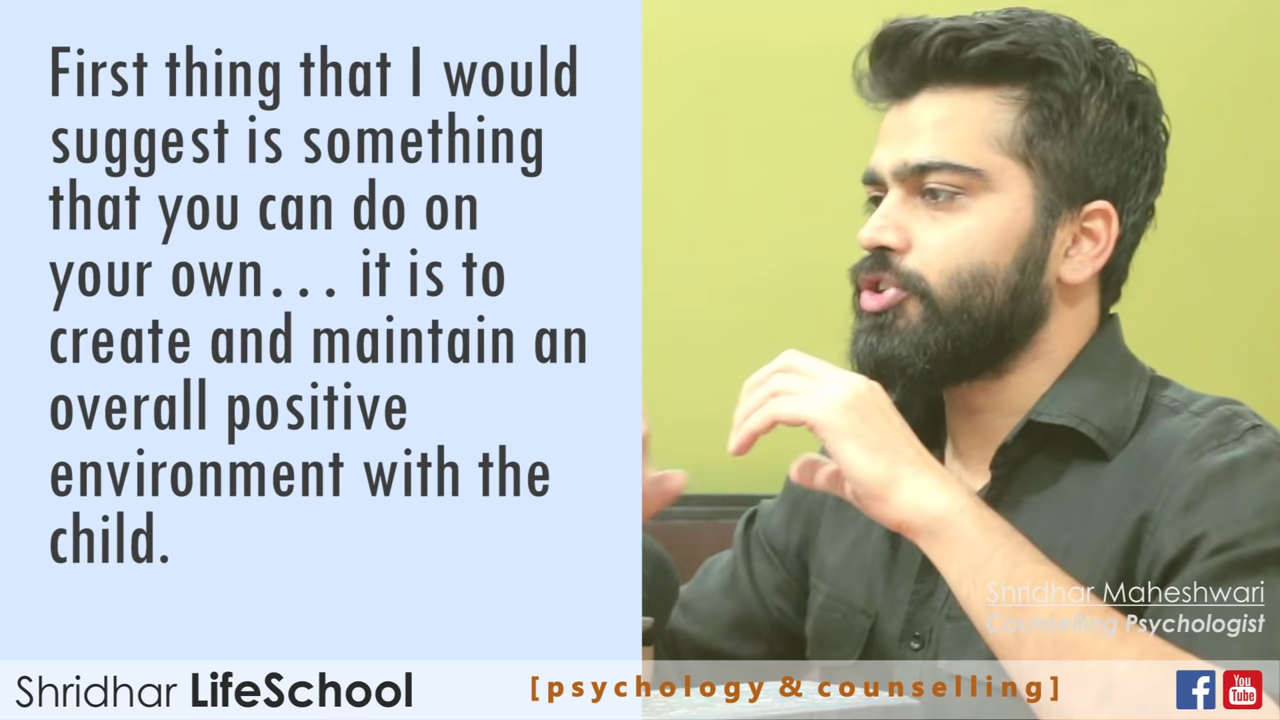 First thing that I would
suggest is something
that you can do on
your own… it is to
create and maintain an
overall positive
environment with the
child.
Shridhar Maheshwari
Counselling Psychologist
Shridhar LifeSchool
[psychology & counselling]
f
You
Tube